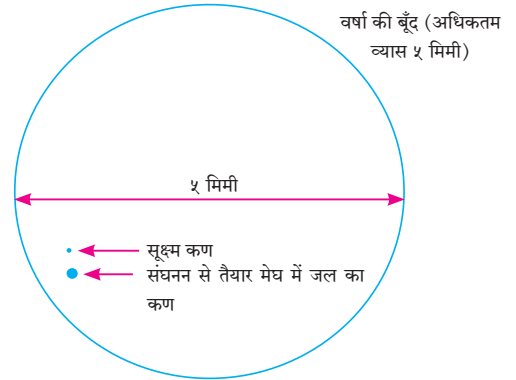 वर्षा की बूँद (अधिकतम
व्यास ५ मिमी)
५ मिमी
सूक्ष्म कण
संघनन से तैयार मेघ में जल का
कण